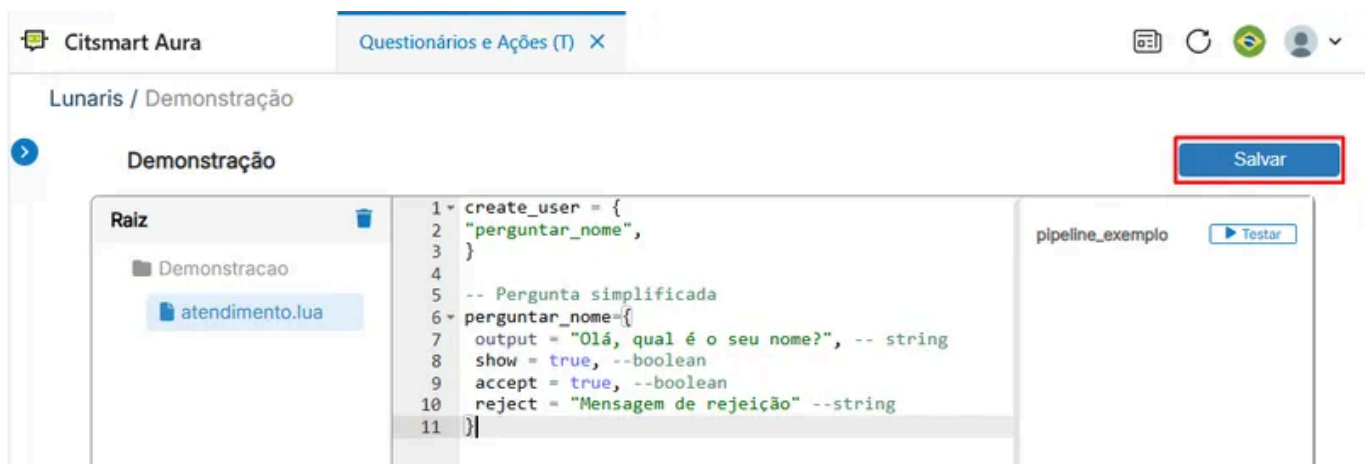 Citsmart Aura
Questionários e Ações (T) ×
Lunaris / Demonstração
Demonstração
Salvar
Raiz
Demonstracao
atendimento.lua
1 create_user = {
2 "perguntar_nome",
3 }
4
5 -- Pergunta simplificada
6 perguntar_nome={
7 output = "Olá, qual é o seu nome?", -- string
8 show = true, --boolean
9 accept = true, --boolean
10 reject = "Mensagem de rejeição" --string
11 }
pipeline_exemplo
Testar